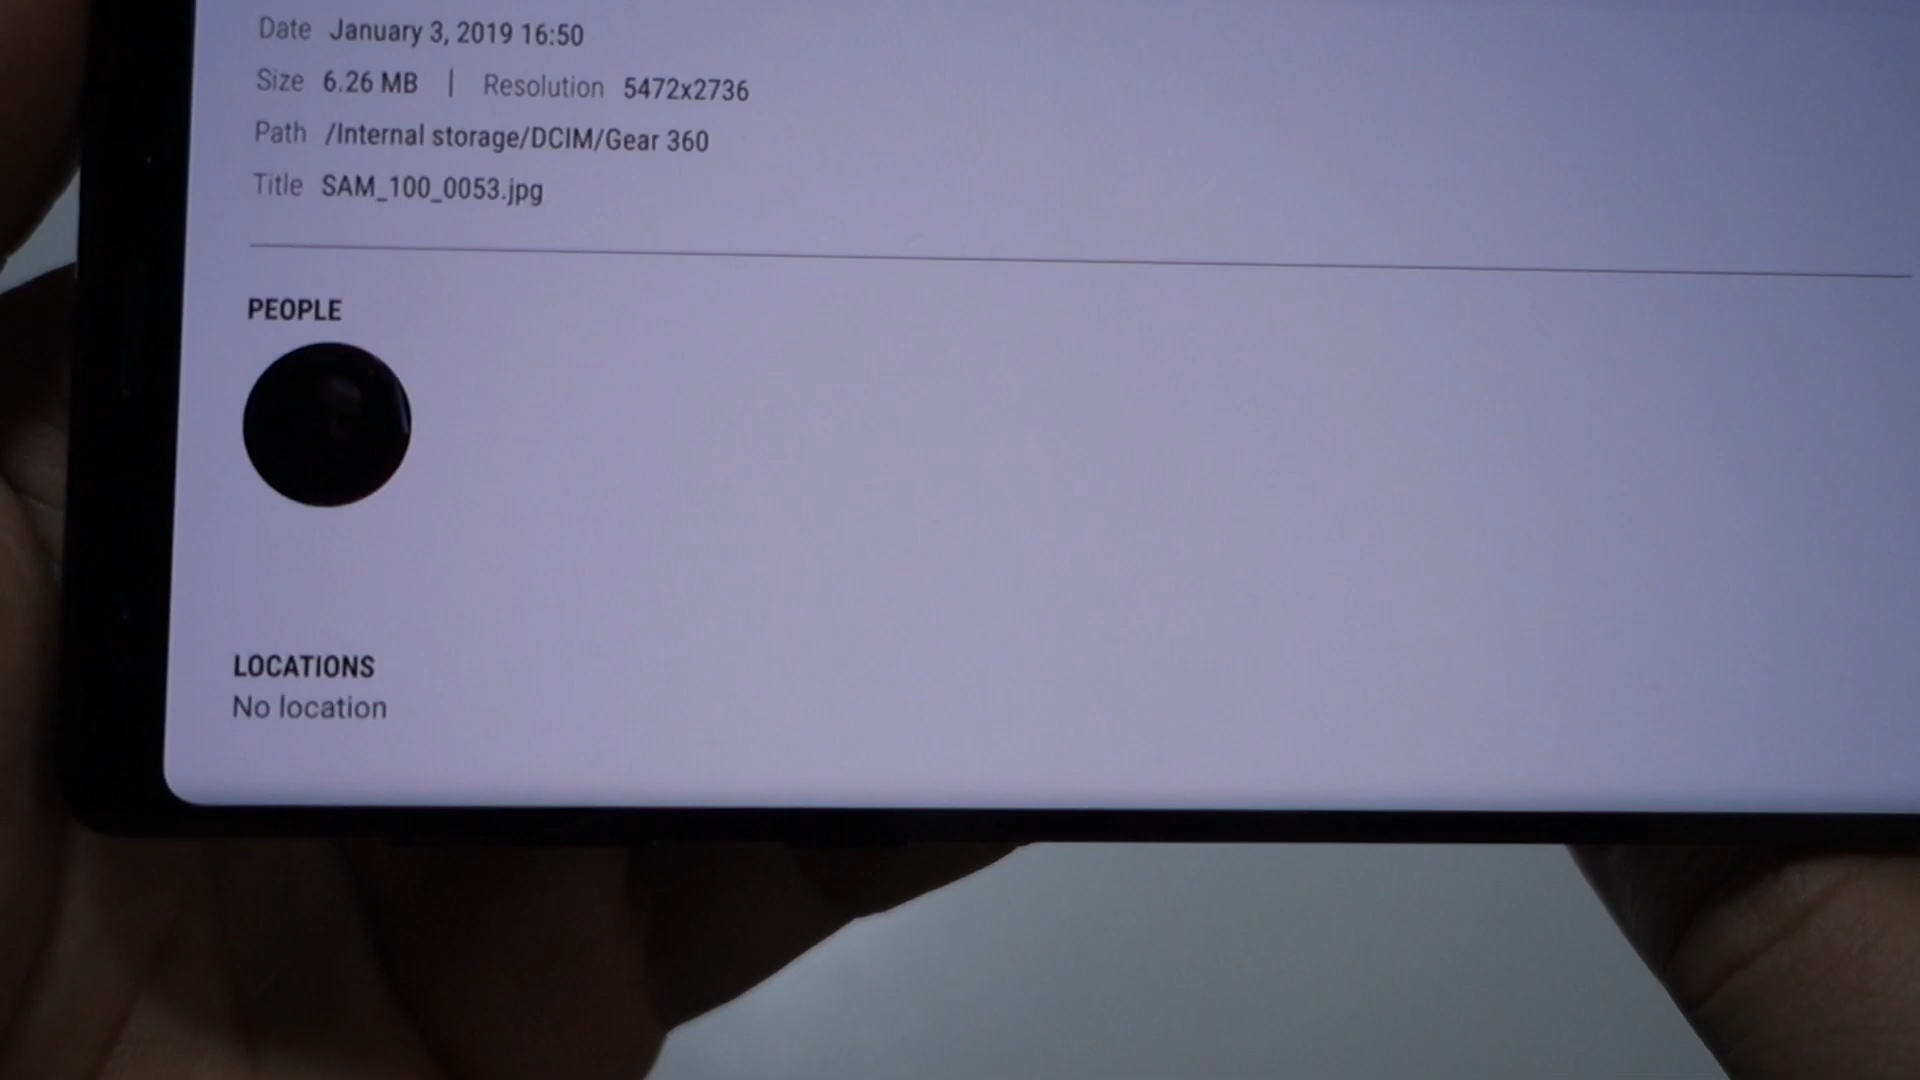 Date January 3, 2019 16:50
Size 6.26 MB | Resolution 5472x2736
Path /Internal storage/DCIM/Gear 360
Title SAM_100_0053.jpg
PEOPLE
LOCATIONS
No location